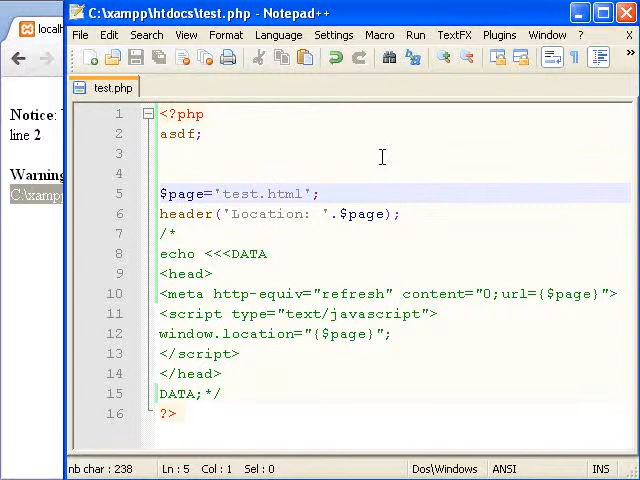 C:\xampp\htdocs\test.php - Notepad++
File Edit Search View Format Language Settings Macro Run TextFX Plugins Window ? X
test.php
localh
Notice:
line 2
Warning
C:\xampp
1 <?php
2 asdf;
3
4
5 $page='test.html';
6 header('Location: '.$page);
7 /*
8 echo <<<DATA
9 <head>
10 <meta http-equiv="refresh" content="0;url={$page}">
11 <script type="text/javascript">
12 window.location="{$page}";
13 </script>
14 </head>
15 DATA;*/
16 ?>
nb char : 238 Ln : 5 Col : 1 Sel : 0 Dos\Windows ANSI INS